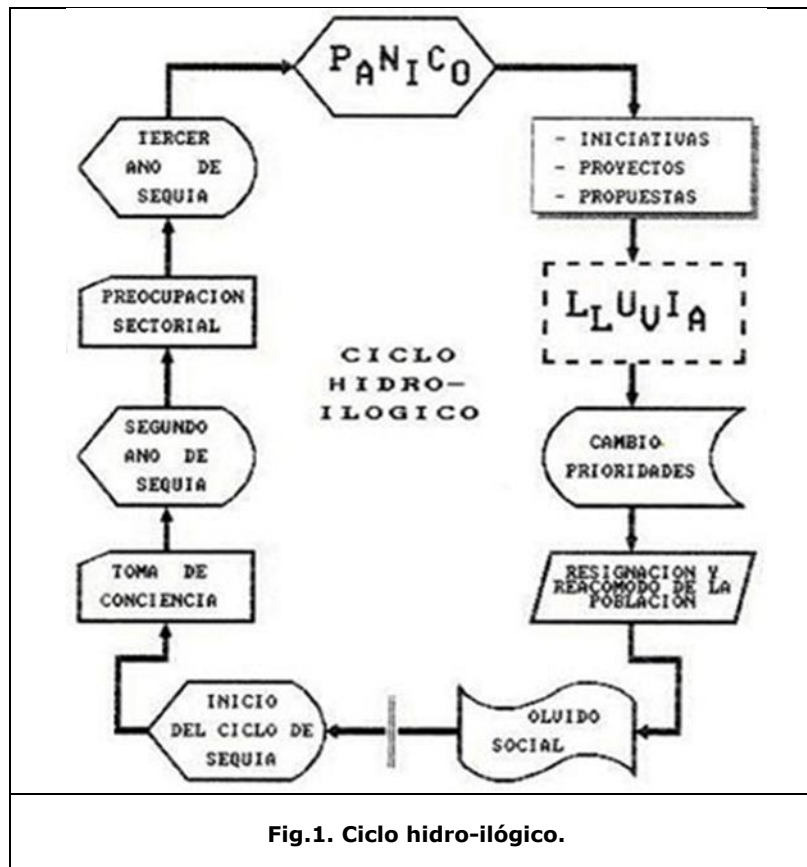 PANICO
- INICIATIVAS
- PROYECTOS
- PROPUESTAS
LLUVIA
CAMBIO
PRIORIDADES
RESIGNACION Y
REACOMODO DE LA
POBLACION
OLVIDO
SOCIAL
INICIO
DEL CICLO DE
SEQUIA
TOMA DE
CONCIENCIA
SEGUNDO
ANO DE
SEQUIA
PREOCUPACION
SECTORIAL
TERCER
ANO DE
SEQUIA
CICLO
HIDRO-
ILOGICO
Fig.1. Ciclo hidro-ilógico.